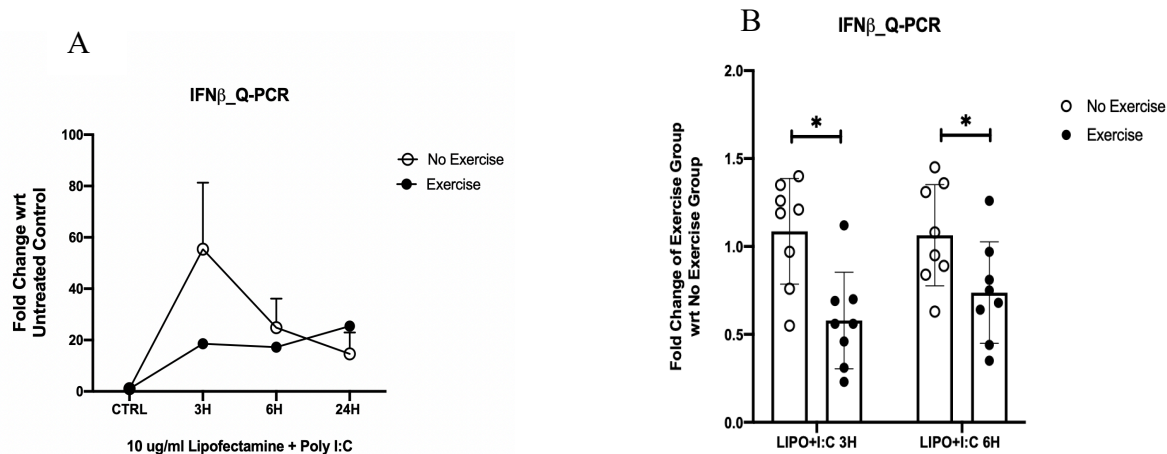 A
IFNβ_Q-PCR
Fold Change wrt
Untreated Control
100
80
60
40
20
0
CTRL
3H
6H
24H
10 ug/ml Lipofectamine + Poly I:C
No Exercise
Exercise
B
IFNβ_Q-PCR
Fold Change of Exercise Group
wrt No Exercise Group
2.0
1.5
1.0
0.5
0.0
*
*
LIPO+I:C 3H
LIPO+I:C 6H
No Exercise
Exercise